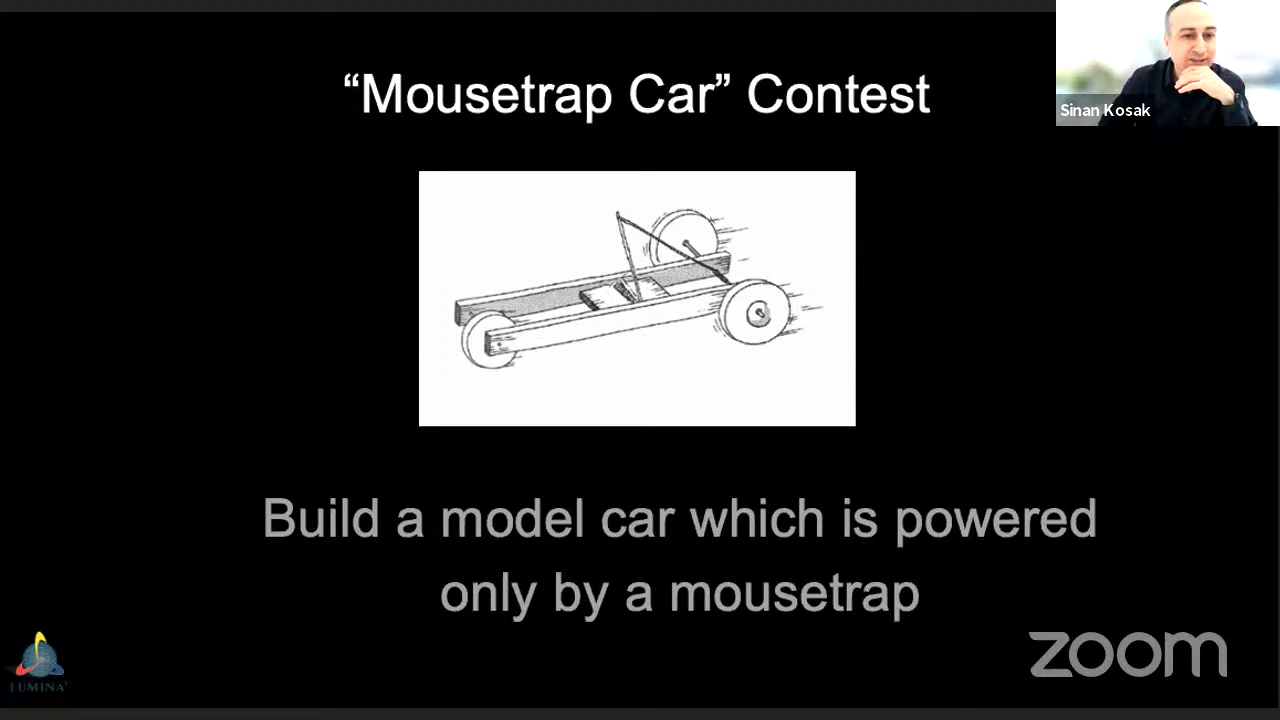 “Mousetrap Car” Contest
Sinan Kosak
Build a model car which is powered
only by a mousetrap
LUMINA
zoom